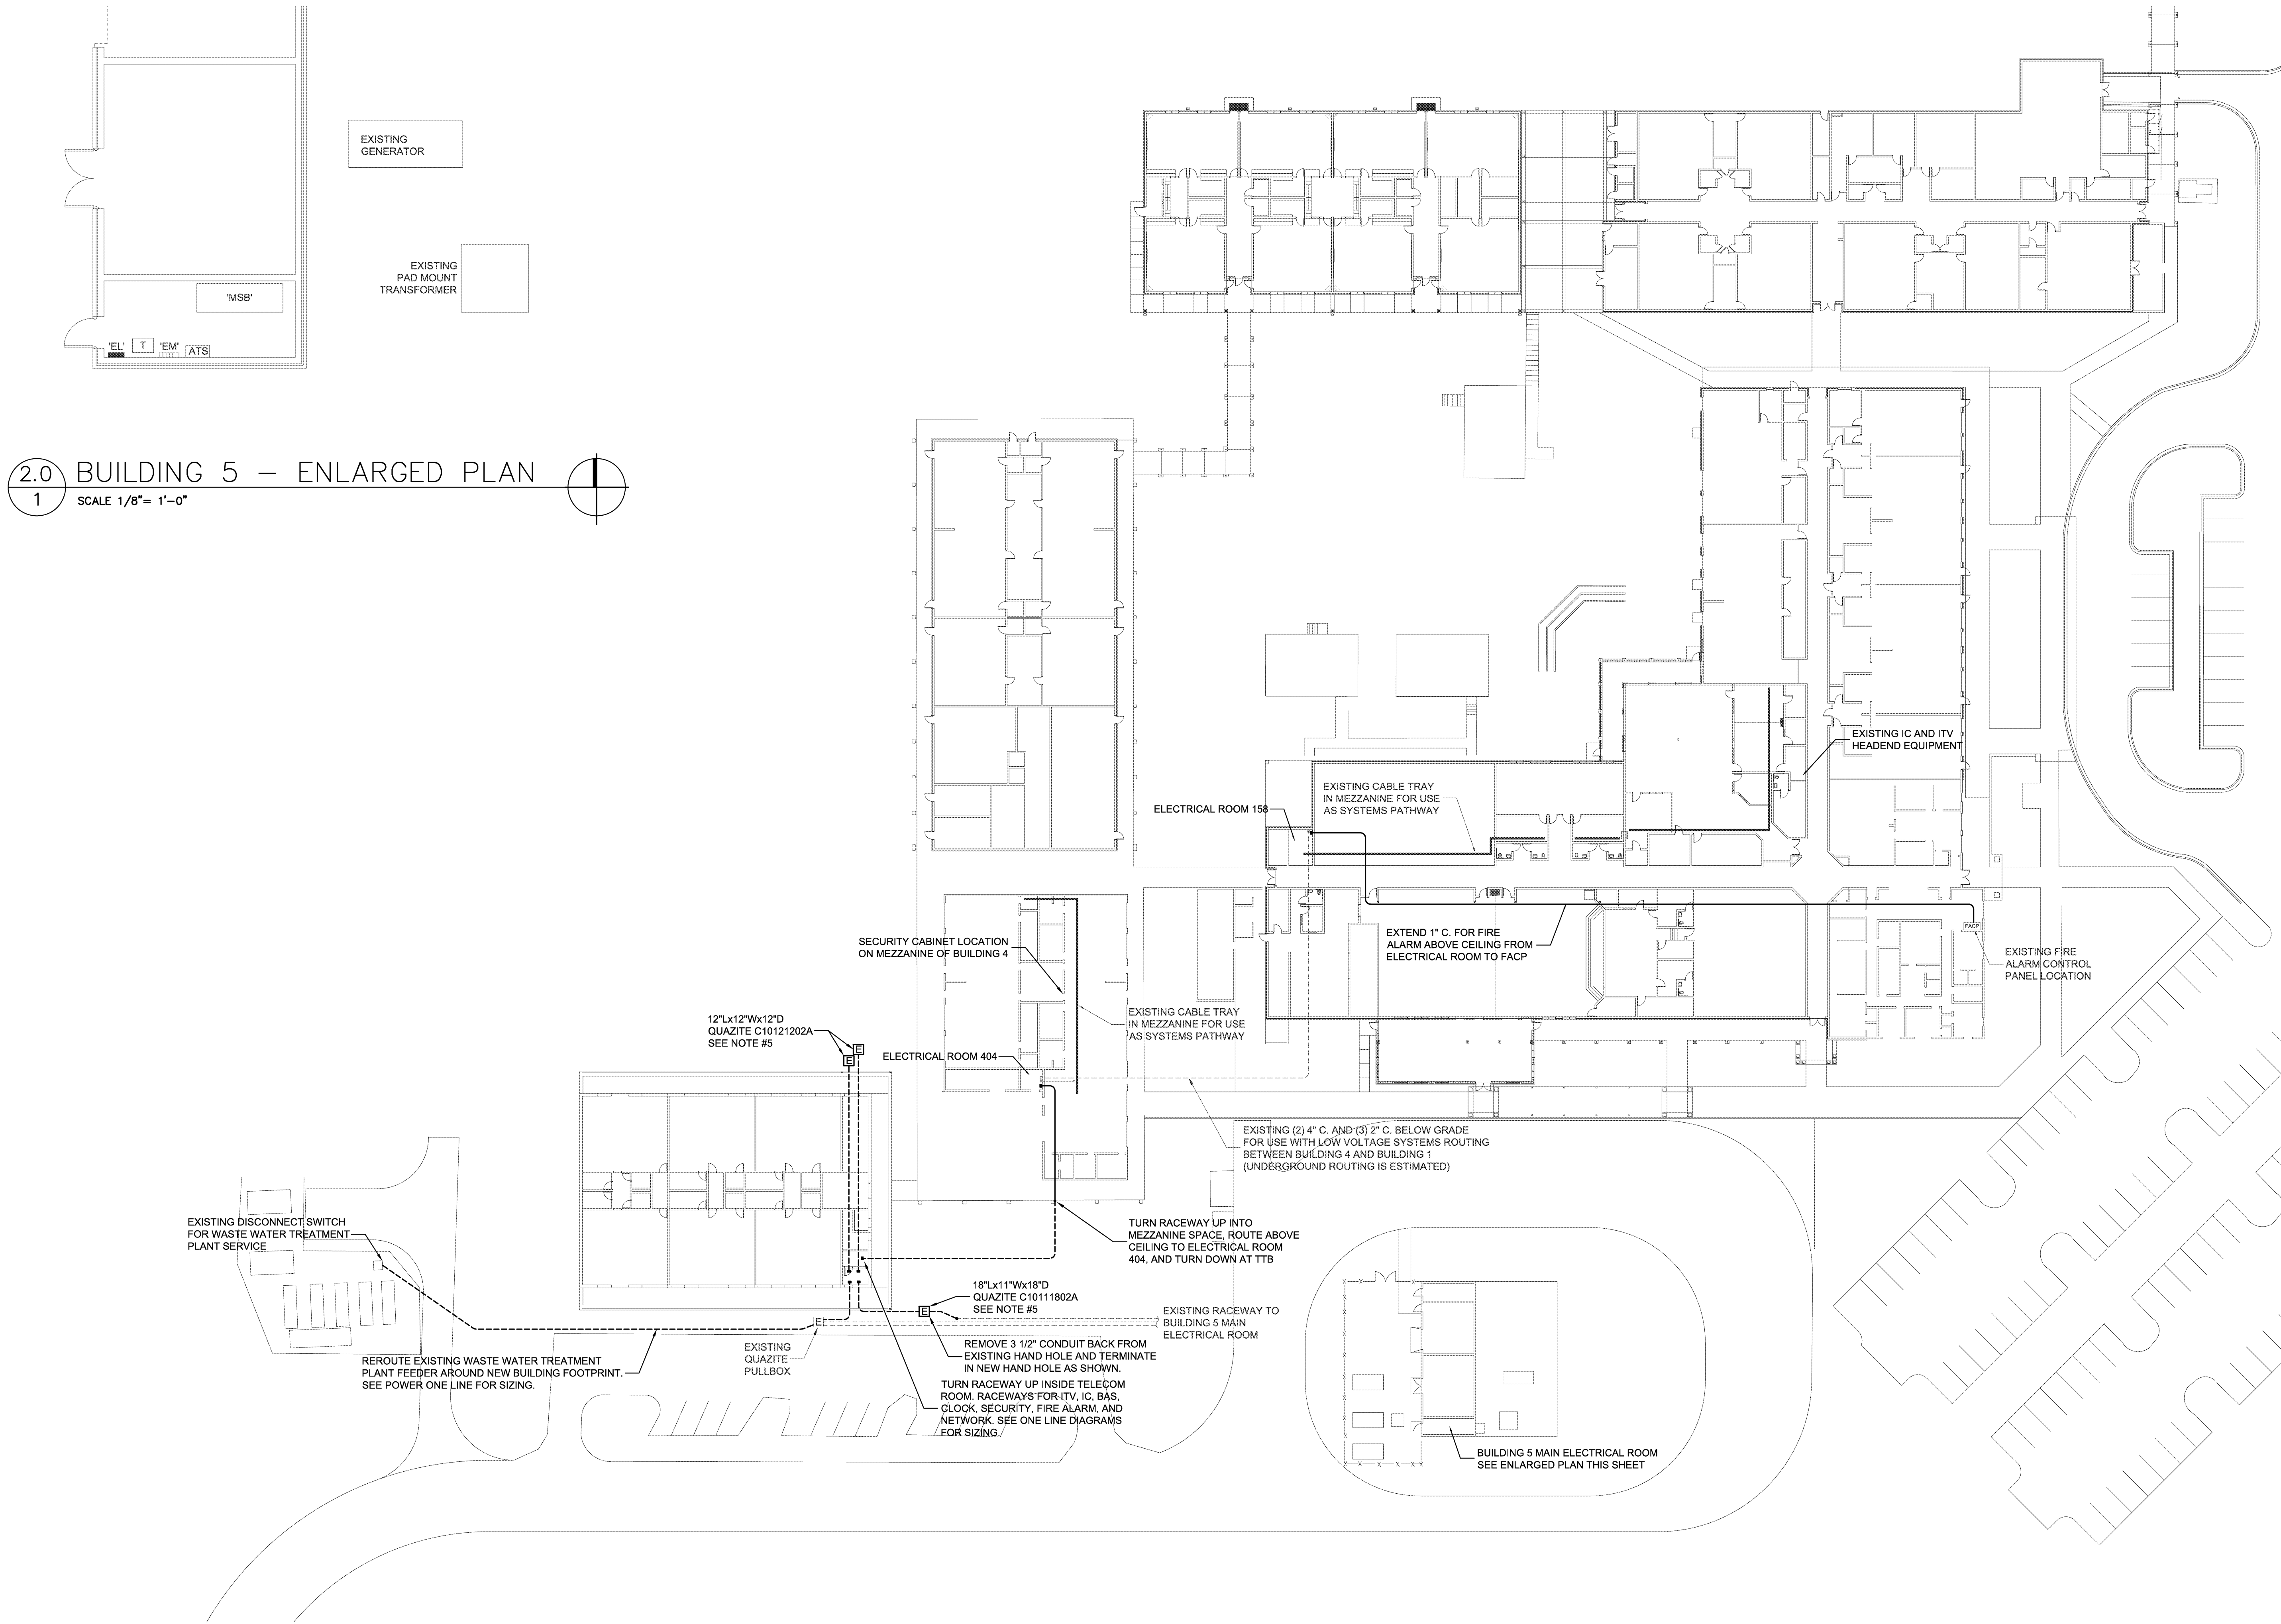 EXISTING
GENERATOR
EXISTING
PAD MOUNT
TRANSFORMER
'MSB'
'EL'
T
'EM'
ATS
2.0
1
BUILDING 5 – ENLARGED PLAN
SCALE 1/8"= 1'-0"
EXISTING IC AND ITV
HEADEND EQUIPMENT
EXISTING CABLE TRAY
IN MEZZANINE FOR USE
AS SYSTEMS PATHWAY
ELECTRICAL ROOM 158
EXTEND 1" C. FOR FIRE
ALARM ABOVE CEILING FROM
ELECTRICAL ROOM TO FACP
FACP
EXISTING FIRE
ALARM CONTROL
PANEL LOCATION
SECURITY CABINET LOCATION
ON MEZZANINE OF BUILDING 4
EXISTING CABLE TRAY
IN MEZZANINE FOR USE
AS SYSTEMS PATHWAY
12"Lx12"Wx12"D
QUAZITE C10121202A
SEE NOTE #5
E
E
ELECTRICAL ROOM 404
EXISTING (2) 4" C. AND (3) 2" C. BELOW GRADE
FOR USE WITH LOW VOLTAGE SYSTEMS ROUTING
BETWEEN BUILDING 4 AND BUILDING 1
(UNDERGROUND ROUTING IS ESTIMATED)
EXISTING DISCONNECT SWITCH
FOR WASTE WATER TREATMENT
PLANT SERVICE
TURN RACEWAY UP INTO
MEZZANINE SPACE, ROUTE ABOVE
CEILING TO ELECTRICAL ROOM
404, AND TURN DOWN AT TTB
18"Lx11"Wx18"D
QUAZITE C10111802A
SEE NOTE #5
E
E
EXISTING RACEWAY TO
BUILDING 5 MAIN
ELECTRICAL ROOM
EXISTING
QUAZITE
PULLBOX
REMOVE 3 1/2" CONDUIT BACK FROM
EXISTING HAND HOLE AND TERMINATE
IN NEW HAND HOLE AS SHOWN.
REROUTE EXISTING WASTE WATER TREATMENT
PLANT FEEDER AROUND NEW BUILDING FOOTPRINT.
SEE POWER ONE LINE FOR SIZING.
TURN RACEWAY UP INSIDE TELECOM
ROOM. RACEWAYS FOR ITV, IC, BAS,
CLOCK, SECURITY, FIRE ALARM, AND
NETWORK. SEE ONE LINE DIAGRAMS
FOR SIZING.
BUILDING 5 MAIN ELECTRICAL ROOM
SEE ENLARGED PLAN THIS SHEET